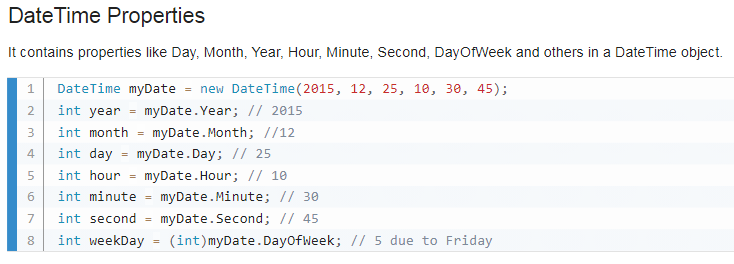 DateTime Properties
It contains properties like Day, Month, Year, Hour, Minute, Second, DayOfWeek and others in a DateTime object.
1 DateTime myDate = new DateTime(2015, 12, 25, 10, 30, 45);
2 int year = myDate.Year; // 2015
3 int month = myDate.Month; //12
4 int day = myDate.Day; // 25
5 int hour = myDate.Hour; // 10
6 int minute = myDate.Minute; // 30
7 int second = myDate.Second; // 45
8 int weekDay = (int)myDate.DayOfWeek; // 5 due to Friday